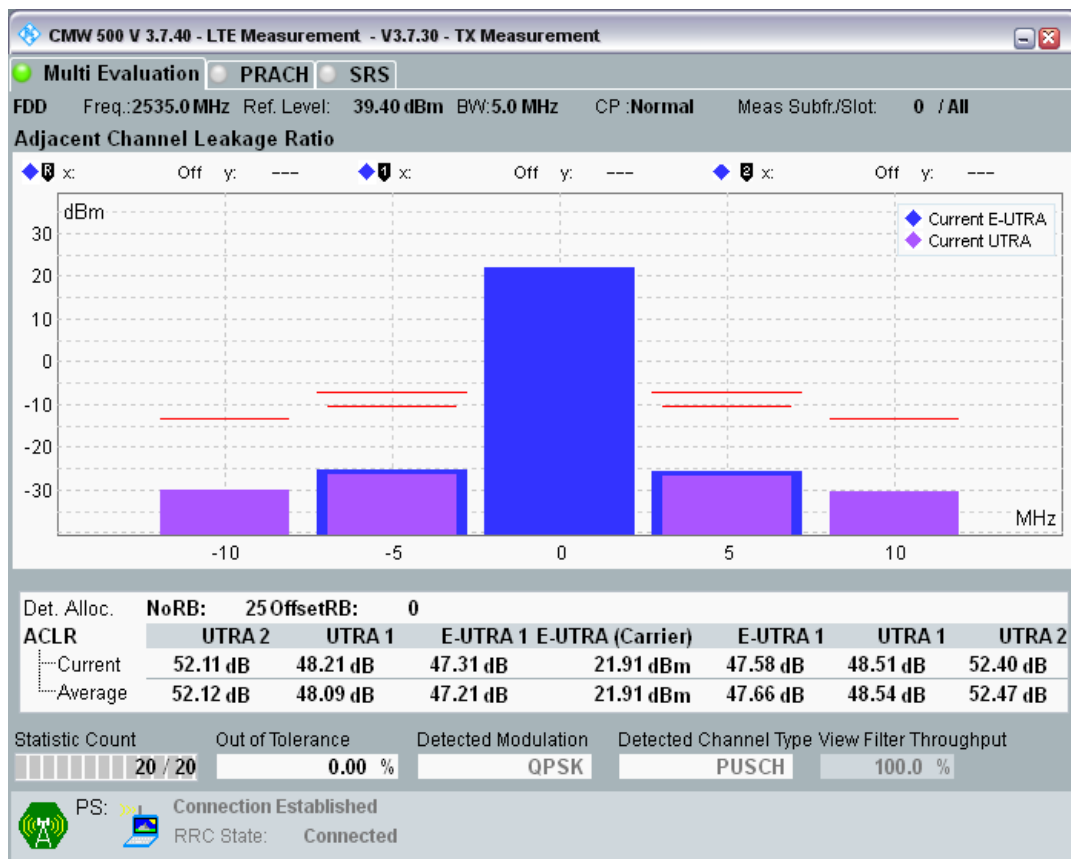 CMW 500 V 3.7.40 - LTE Measurement - V3.7.30 - TX Measurement
Multi Evaluation PRACH SRS
FDD Freq.:2535.0 MHz Ref. Level: 39.40 dBm BW:5.0 MHz CP :Normal Meas Subfr./Slot: 0 / All
Adjacent Channel Leakage Ratio
R x: Off y: --- 1 x: Off y: --- 2 x: Off y: ---
dBm
Current E-UTRA
Current UTRA
30
20
10
0
-10
-20
-30
MHz
-10 -5 0 5 10
Det. Alloc. NoRB: 25 OffsetRB: 0
ACLR UTRA 2 UTRA 1 E-UTRA 1 E-UTRA (Carrier) E-UTRA 1 UTRA 1 UTRA 2
Current 52.11 dB 48.21 dB 47.31 dB 21.91 dBm 47.58 dB 48.51 dB 52.40 dB
Average 52.12 dB 48.09 dB 47.21 dB 21.91 dBm 47.66 dB 48.54 dB 52.47 dB
Statistic Count Out of Tolerance Detected Modulation Detected Channel Type View Filter Throughput
20 / 20 0.00 % QPSK PUSCH 100.0 %
PS: Connection Established
RRC State: Connected